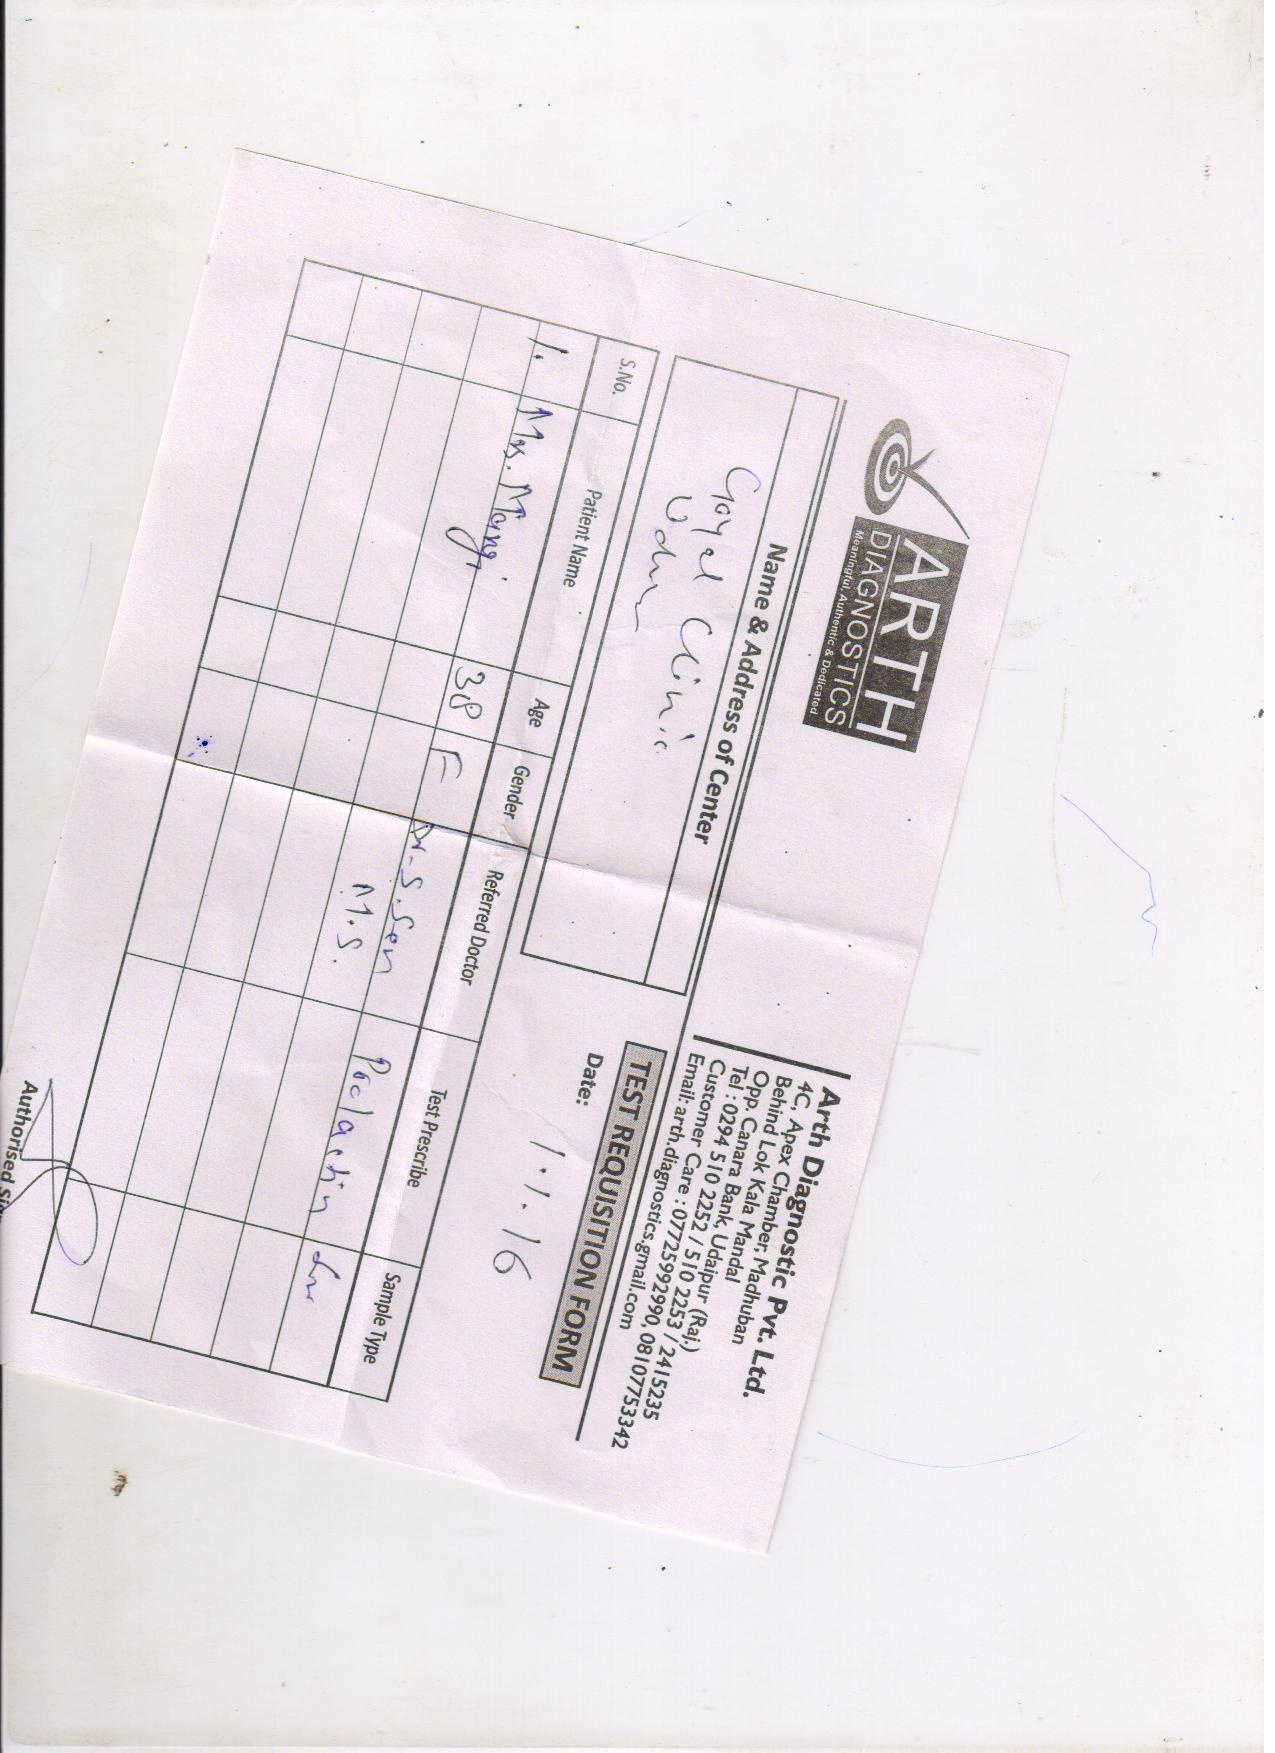 ARTH
DIAGNOSTICS
Meaningful, Authentic & Dedicated
Arth Diagnostic Pvt. Ltd.
4C, Apex Chamber, Madhuban
Behind Lok Kala Mandal
Opp. Canara Bank, Udaipur (Raj.)
Tel : 0294 510 2252 / 510 2253 / 2415235
Customer Care : 07725992990, 08107753342
Email: arth.diagnostics.gmail.com
Name & Address of Center
Goyal Clinic
TEST REQUISITION FORM
Date: 1.1.16
S.No. Patient Name Age Gender Referred Doctor Test Prescribe Sample Type
1. Mrs. Mangi 38 F Dr. S. Sen Prolactin
M.S.
Authorised